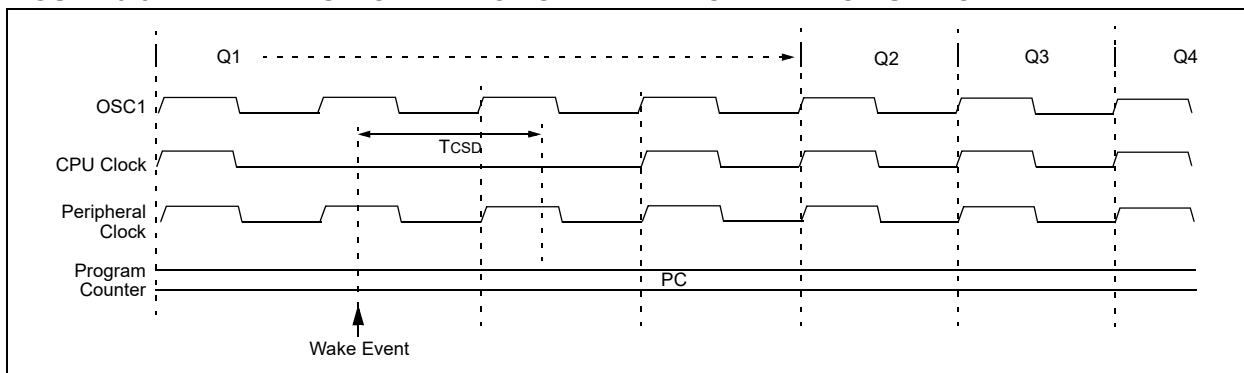 Q1
Q2
Q3
Q4
OSC1
TCSD
CPU Clock
Peripheral
Clock
Program
Counter
PC
Wake Event